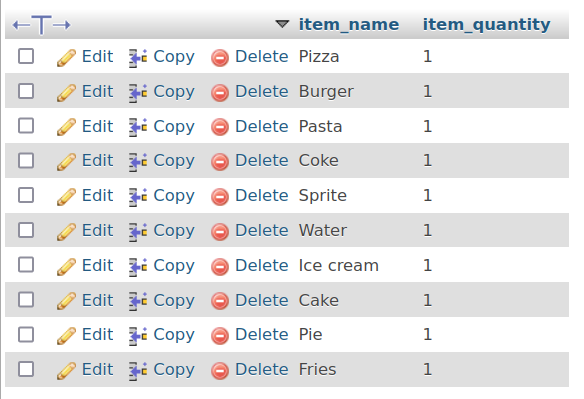 item_name item_quantity
Edit Copy Delete Pizza 1
Edit Copy Delete Burger 1
Edit Copy Delete Pasta 1
Edit Copy Delete Coke 1
Edit Copy Delete Sprite 1
Edit Copy Delete Water 1
Edit Copy Delete Ice cream 1
Edit Copy Delete Cake 1
Edit Copy Delete Pie 1
Edit Copy Delete Fries 1